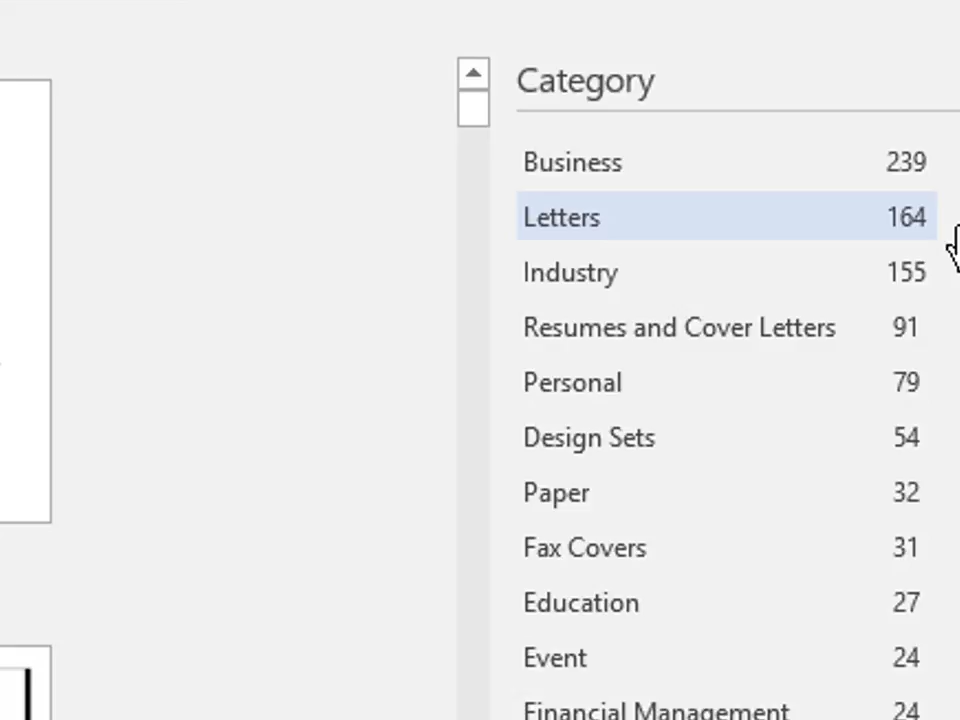 Category
Business 239
Letters 164
Industry 155
Resumes and Cover Letters 91
Personal 79
Design Sets 54
Paper 32
Fax Covers 31
Education 27
Event 24
Financial Management 24